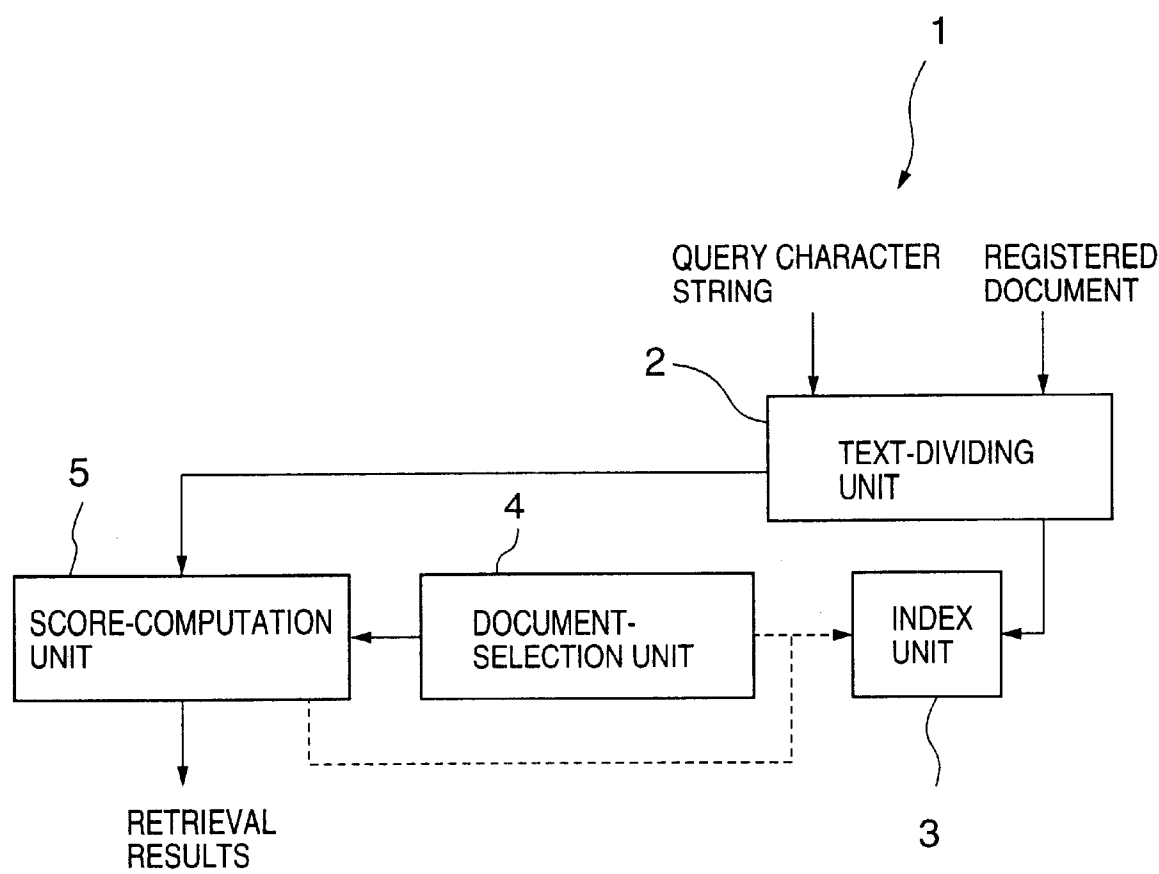 1
QUERY CHARACTER
STRING
REGISTERED
DOCUMENT
2
TEXT-DIVIDING
UNIT
5
4
SCORE-COMPUTATION
UNIT
DOCUMENT-
SELECTION UNIT
INDEX
UNIT
3
RETRIEVAL
RESULTS